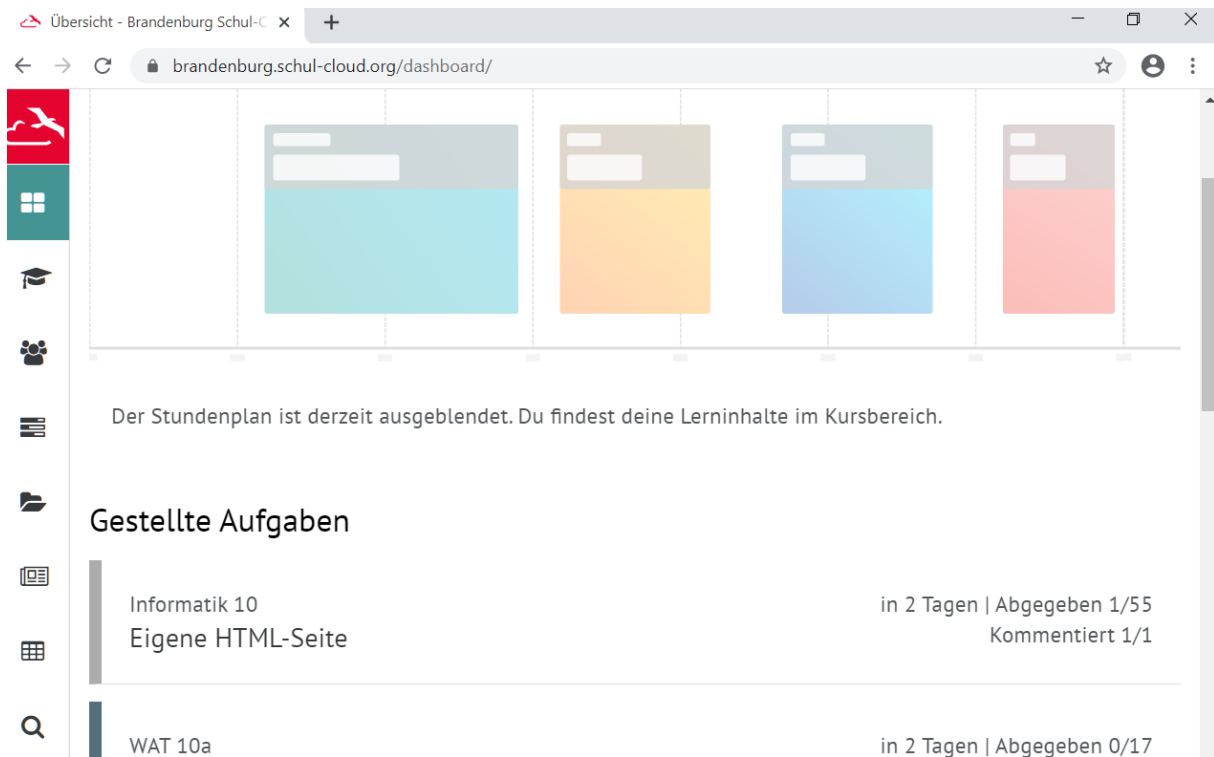 Übersicht - Brandenburg Schul-C
brandenburg.schul-cloud.org/dashboard/
Der Stundenplan ist derzeit ausgeblendet. Du findest deine Lerninhalte im Kursbereich.
Gestellte Aufgaben
Informatik 10
in 2 Tagen | Abgegeben 1/55
Eigene HTML-Seite
Kommentiert 1/1
WAT 10a
in 2 Tagen | Abgegeben 0/17